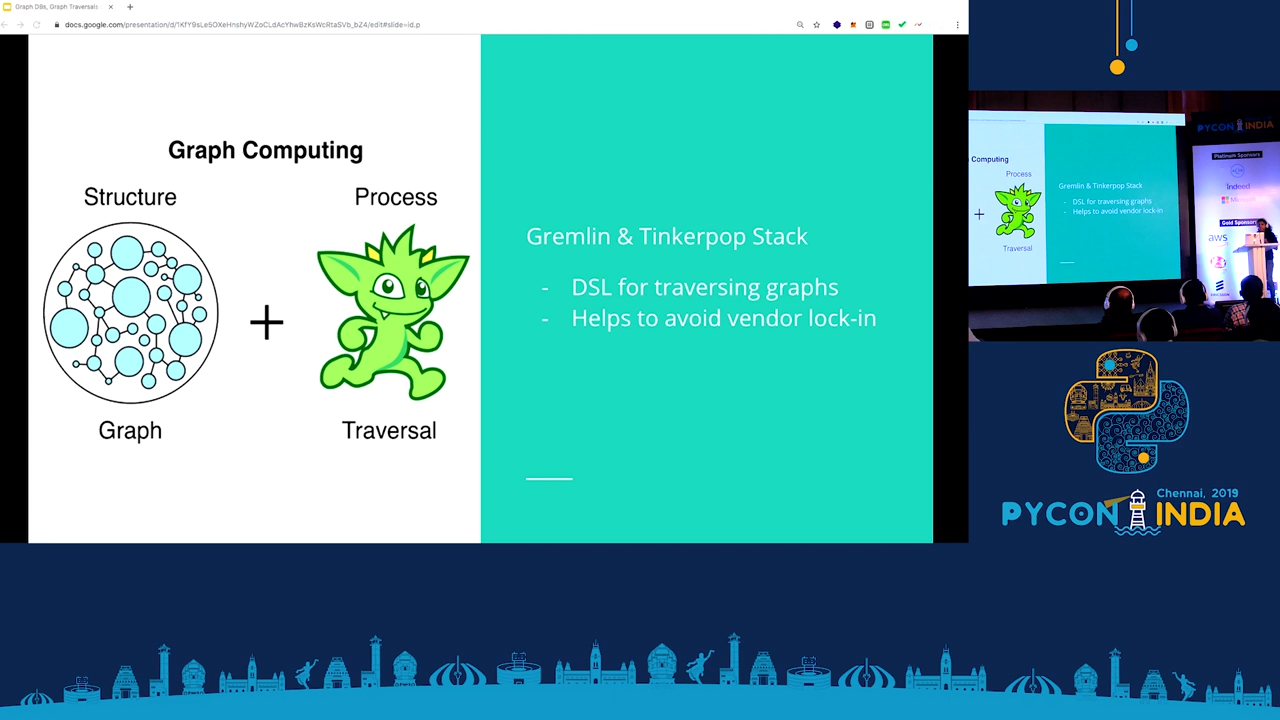 Graph DBs, Graph Traversals
docs.google.com/presentation/d/1KfY9sLe5OXeHnshyWZoCLdAcYhwBzKsWcRtaSVb_bZ4/edit#slide=id.p
Graph Computing
Structure
Process
Graph
Traversal
Gremlin & Tinkerpop Stack
- DSL for traversing graphs
- Helps to avoid vendor lock-in
Computing
Process
Traversal
Gremlin & Tinkerpop Stack
- DSL for traversing graphs
- Helps to avoid vendor lock-in
PYCON INDIA
Platinum Sponsors
indeed
Microsoft
Gold Sponsors
aws
ERICSSON
Chennai, 2019
PYCON INDIA